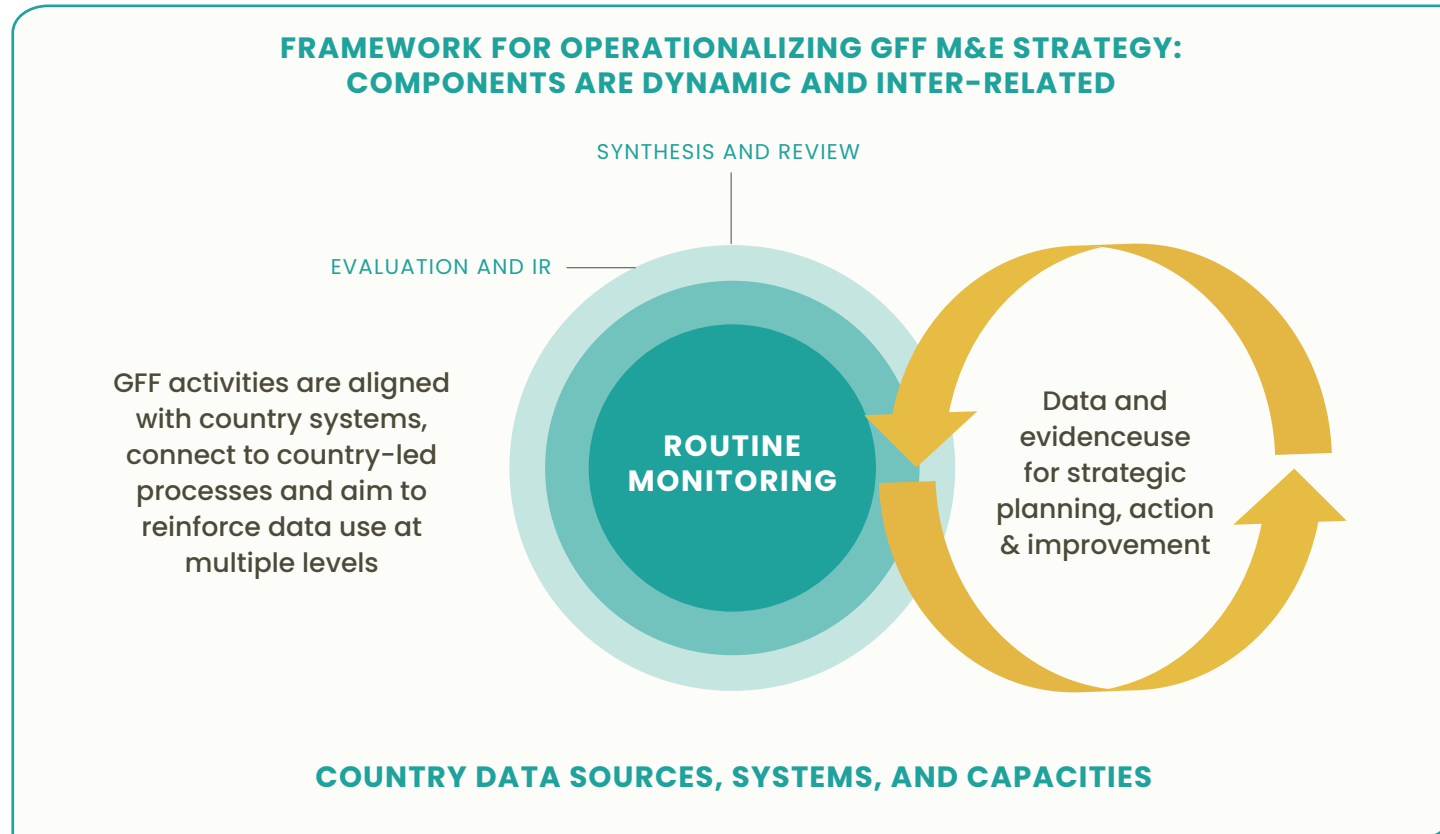 FRAMEWORK FOR OPERATIONALIZING GFF M&E STRATEGY:
COMPONENTS ARE DYNAMIC AND INTER-RELATED
SYNTHESIS AND REVIEW
EVALUATION AND IR
GFF activities are aligned
with country systems,
connect to country-led
processes and aim to
reinforce data use at
multiple levels
ROUTINE
MONITORING
Data and
evidenceuse
for strategic
planning, action
& improvement
COUNTRY DATA SOURCES, SYSTEMS, AND CAPACITIES